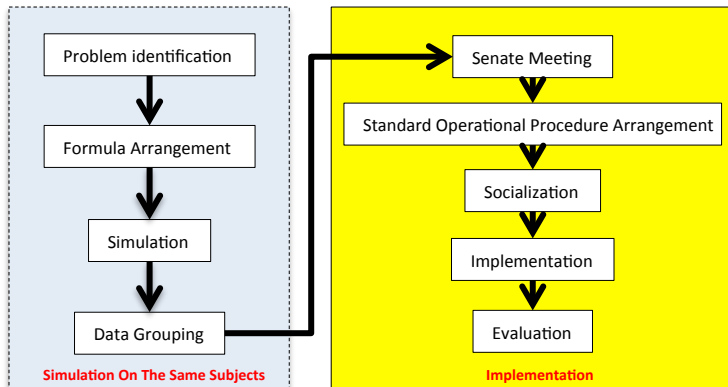 Problem identification
Formula Arrangement
Simulation
Data Grouping
Simulation On The Same Subjects
Senate Meeting
Standard Operational Procedure Arrangement
Socialization
Implementation
Evaluation
Implementation